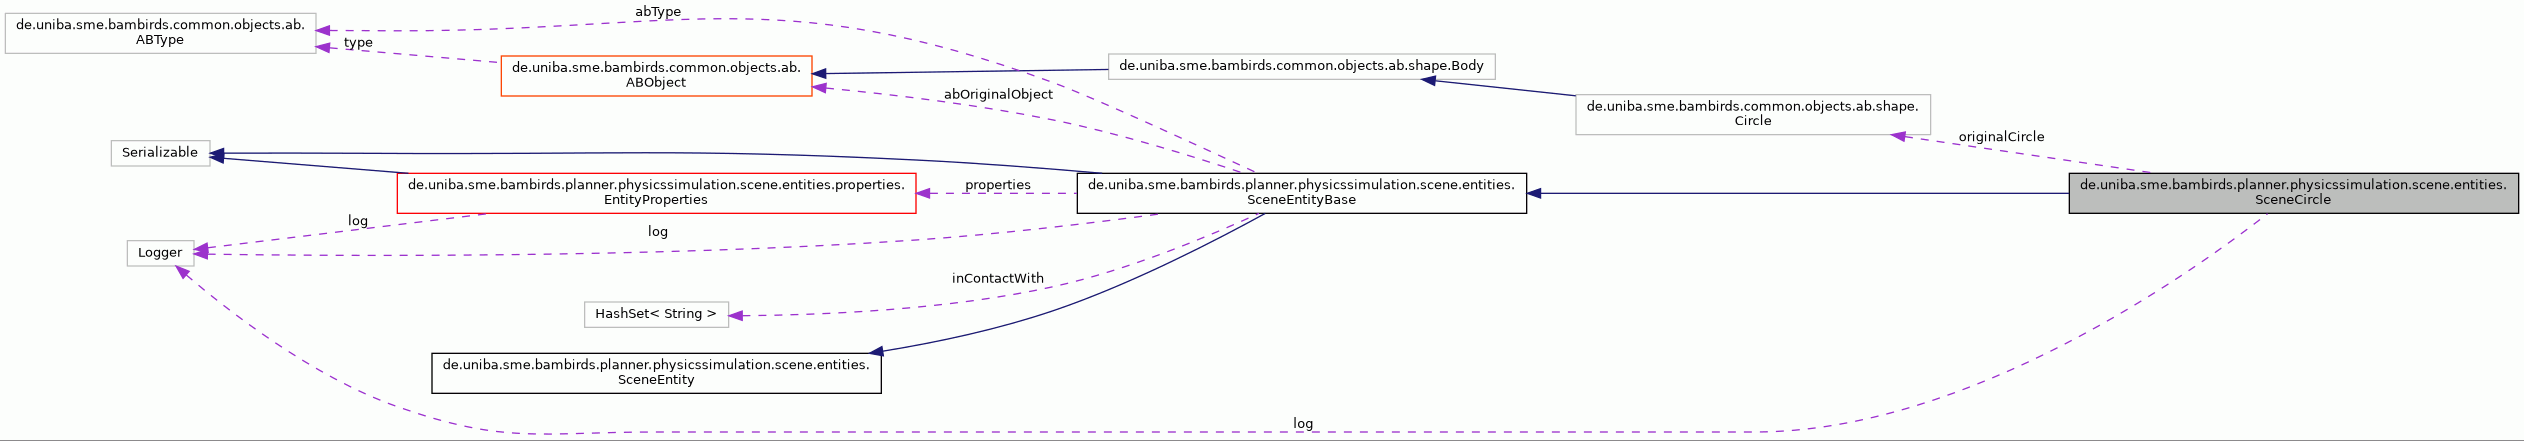 abType
de.uniba.sme.bambirds.common.objects.ab.
ABType
type
de.uniba.sme.bambirds.common.objects.ab.
ABObject
de.uniba.sme.bambirds.common.objects.ab.shape.Body
abOriginalObject
de.uniba.sme.bambirds.common.objects.ab.shape.
Circle
originalCircle
Serializable
de.uniba.sme.bambirds.planner.physicssimulation.scene.entities.properties.
EntityProperties
properties
de.uniba.sme.bambirds.planner.physicssimulation.scene.entities.
SceneEntityBase
de.uniba.sme.bambirds.planner.physicssimulation.scene.entities.
SceneCircle
log
log
Logger
inContactWith
HashSet< String >
de.uniba.sme.bambirds.planner.physicssimulation.scene.entities.
SceneEntity
log